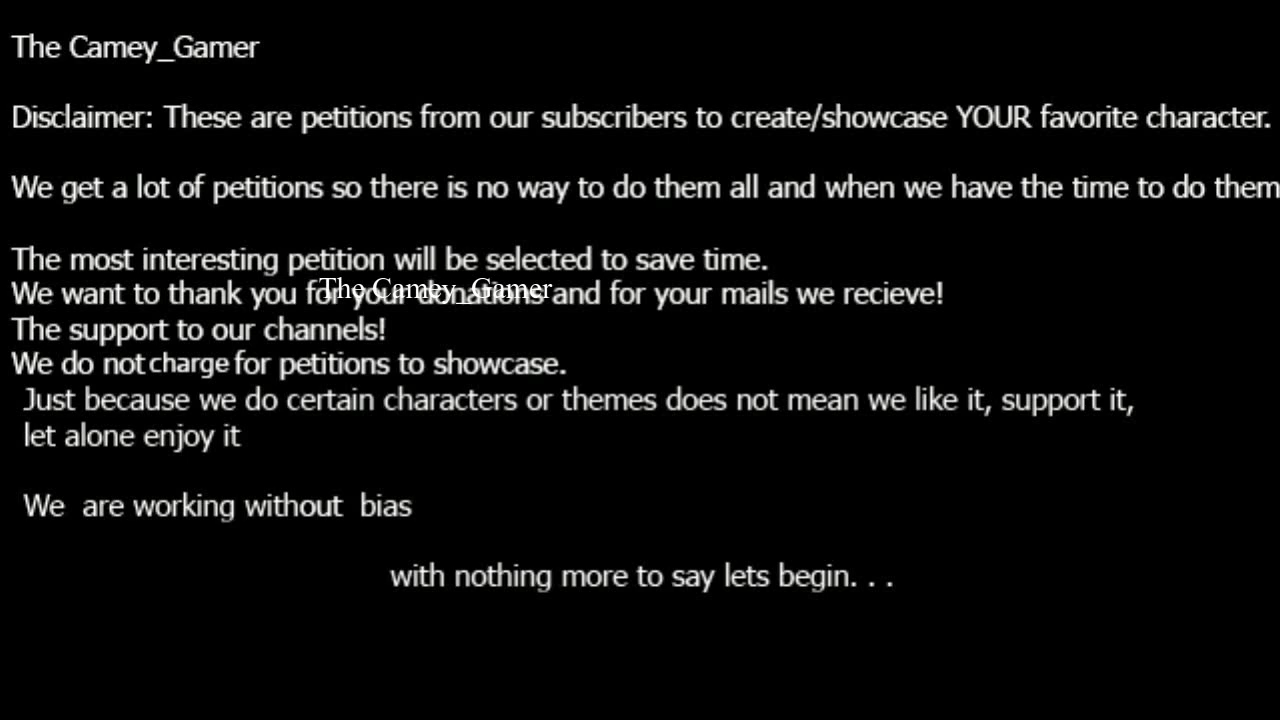 The Camey_Gamer
Disclaimer: These are petitions from our subscribers to create/showcase YOUR favorite character.
We get a lot of petitions so there is no way to do them all and when we have the time to do them
The most interesting petition will be selected to save time.
We want to thank you for your donations and for your mails we recieve!
The Camey_Gamer
The support to our channels!
We do not charge for petitions to showcase.
Just because we do certain characters or themes does not mean we like it, support it,
let alone enjoy it
We are working without bias
with nothing more to say lets begin. . .